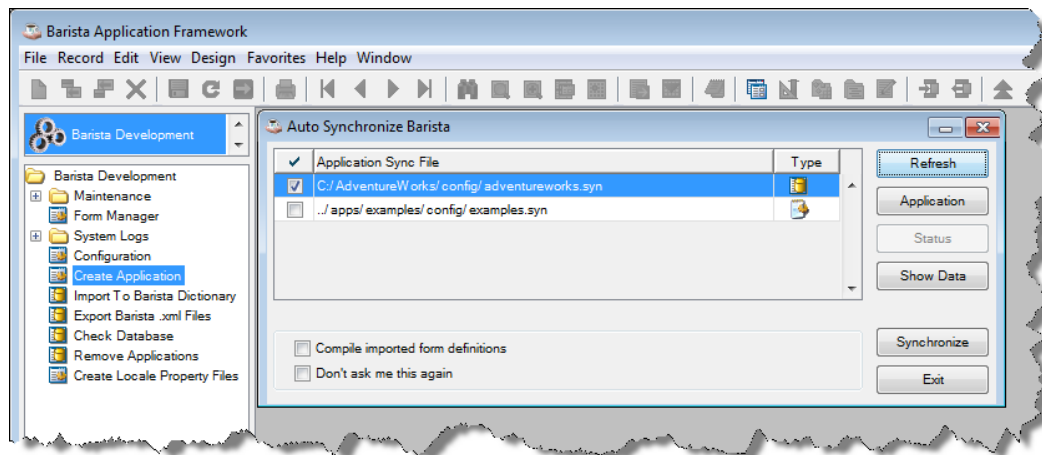 Barista Application Framework
File Record Edit View Design Favorites Help Window
Barista Development
Barista Development
Maintenance
Form Manager
System Logs
Configuration
Create Application
Import To Barista Dictionary
Export Barista .xml Files
Check Database
Remove Applications
Create Locale Property Files
Auto Synchronize Barista
Application Sync File Type
C:/AdventureWorks/config/adventureworks.syn
../apps/examples/config/examples.syn
Compile imported form definitions
Don't ask me this again
Refresh
Application
Status
Show Data
Synchronize
Exit